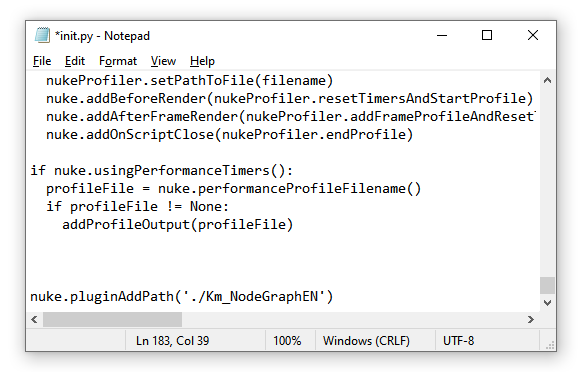 *init.py - Notepad
File Edit Format View Help
nukeProfiler.setPathToFile(filename)
nuke.addBeforeRender(nukeProfiler.resetTimersAndStartProfile)
nuke.addAfterFrameRender(nukeProfiler.addFrameProfileAndResetT
nuke.addOnScriptClose(nukeProfiler.endProfile)
if nuke.usingPerformanceTimers():
profileFile = nuke.performanceProfileFilename()
if profileFile != None:
addProfileOutput(profileFile)
nuke.pluginAddPath('./Km_NodeGraphEN')
Ln 183, Col 39 100% Windows (CRLF) UTF-8